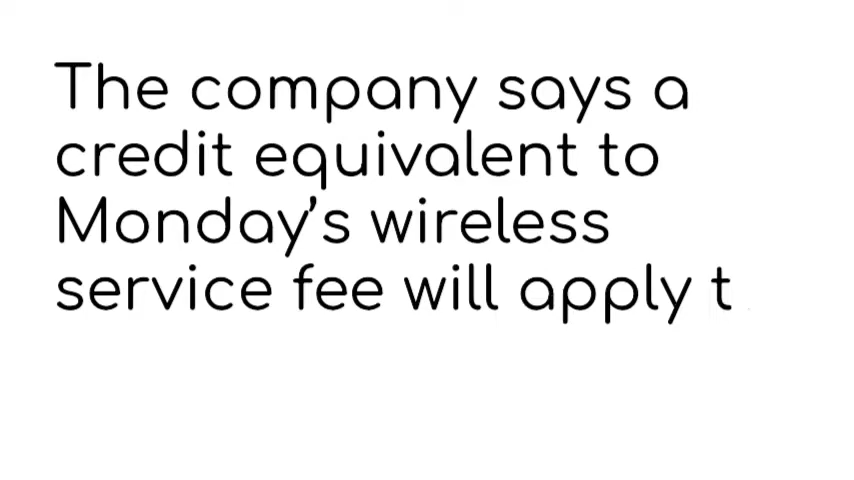 The company says a
credit equivalent to
Monday’s wireless
service fee will apply t